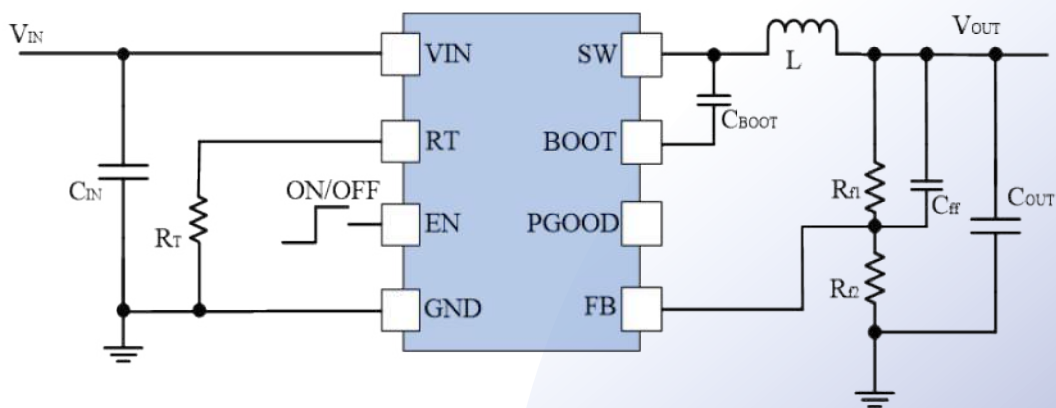 VIN
VOUT
VIN
SW
L
CBOOT
RT
BOOT
CIN
ON/OFF
Rf1
Cff
COUT
RT
EN
PGOOD
Rf2
GND
FB